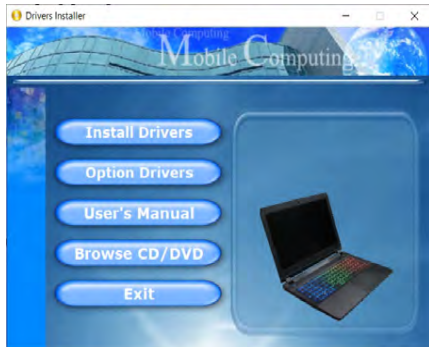 Drivers Installer
Mobile Computing
Mobile Computing
Install Drivers
Option Drivers
User's Manual
Browse CD/DVD
Exit